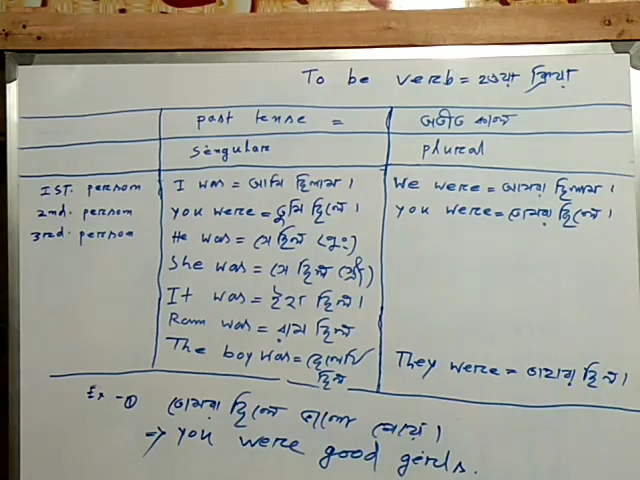 To be verb = হওয়া ক্রিয়া
past tense = অতীত কাল
Singular plural
1ST. person I was = আমি ছিলাম। We were = আমরা ছিলাম।
2nd. person You were = তুমি ছিলে। You were = তোমরা ছিলে।
3rd. person He was = সে ছিল (পুং)
She was = সে ছিল (স্ত্রী)
It was = ইহা ছিল।
Ram was = রাম ছিল
The boy was = ছেলেটি They were = তাহারা ছিল।
ছিল
Ex - ① তোমরা ছিলে ভালো মেয়ে।
⇒ You were good girls.